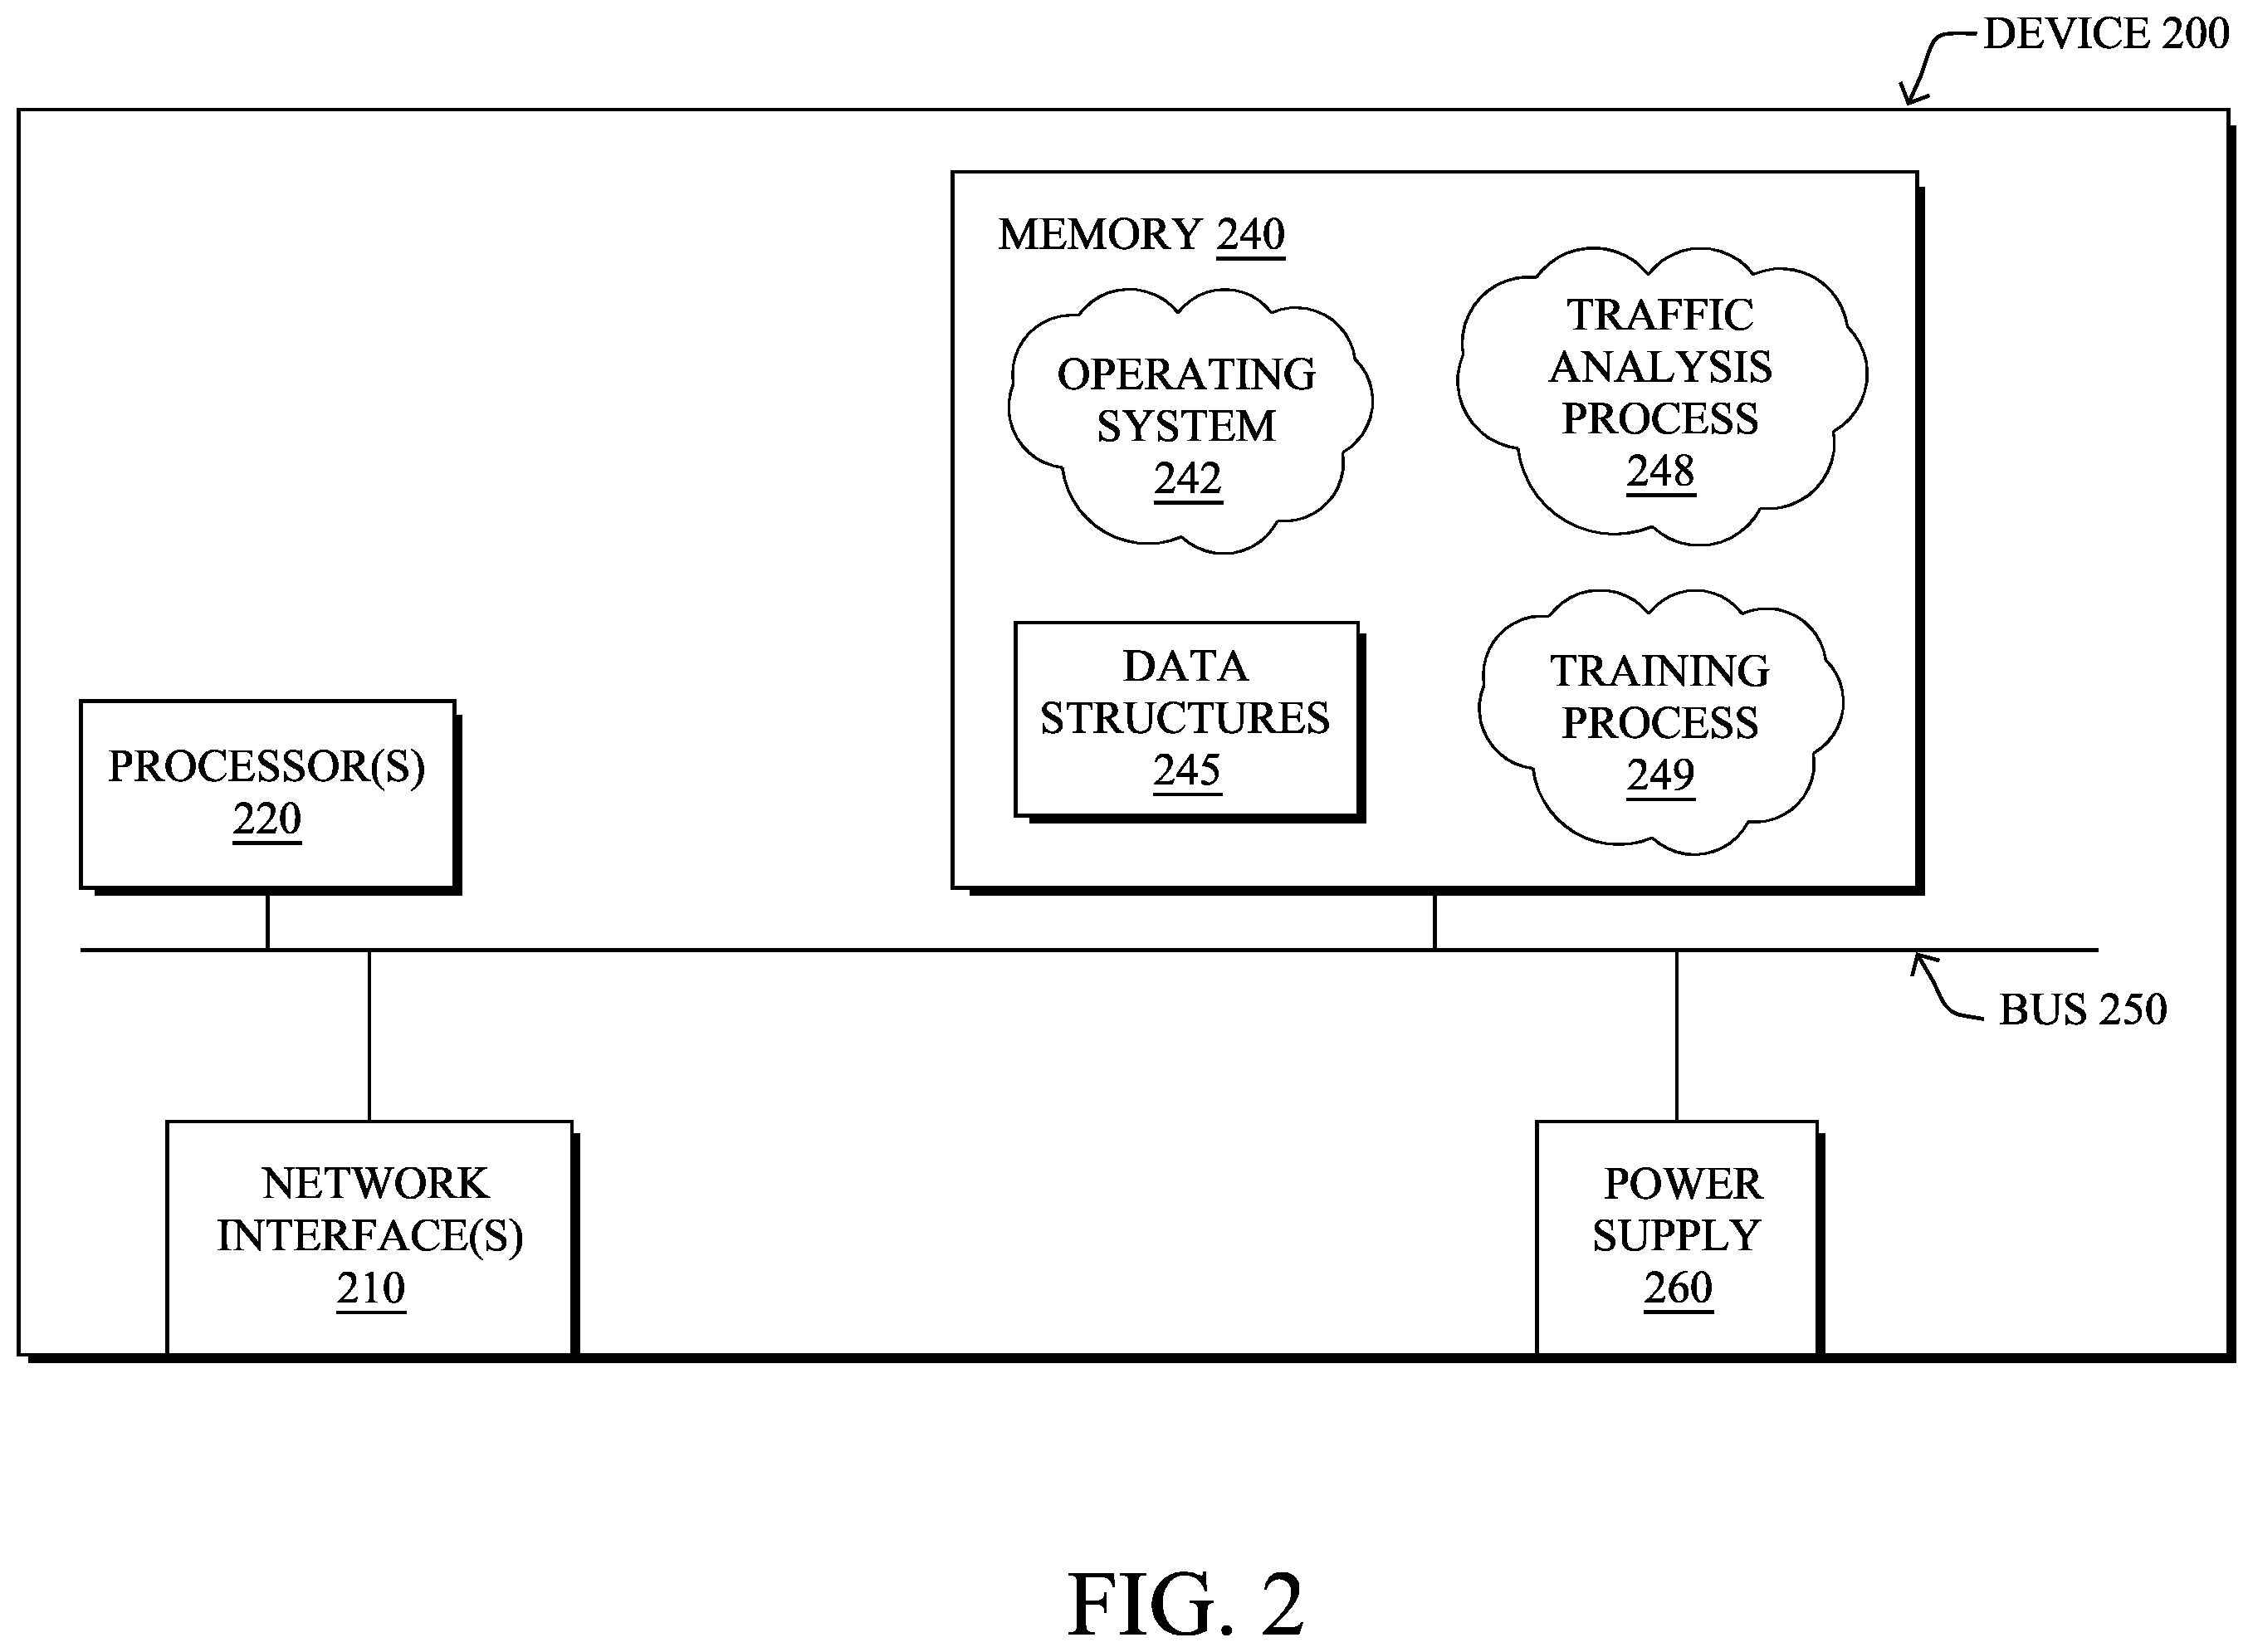 DEVICE 200
MEMORY 240
OPERATING
SYSTEM
242
TRAFFIC
ANALYSIS
PROCESS
248
DATA
STRUCTURES
245
TRAINING
PROCESS
249
PROCESSOR(S)
220
BUS 250
NETWORK
INTERFACE(S)
210
POWER
SUPPLY
260
FIG. 2